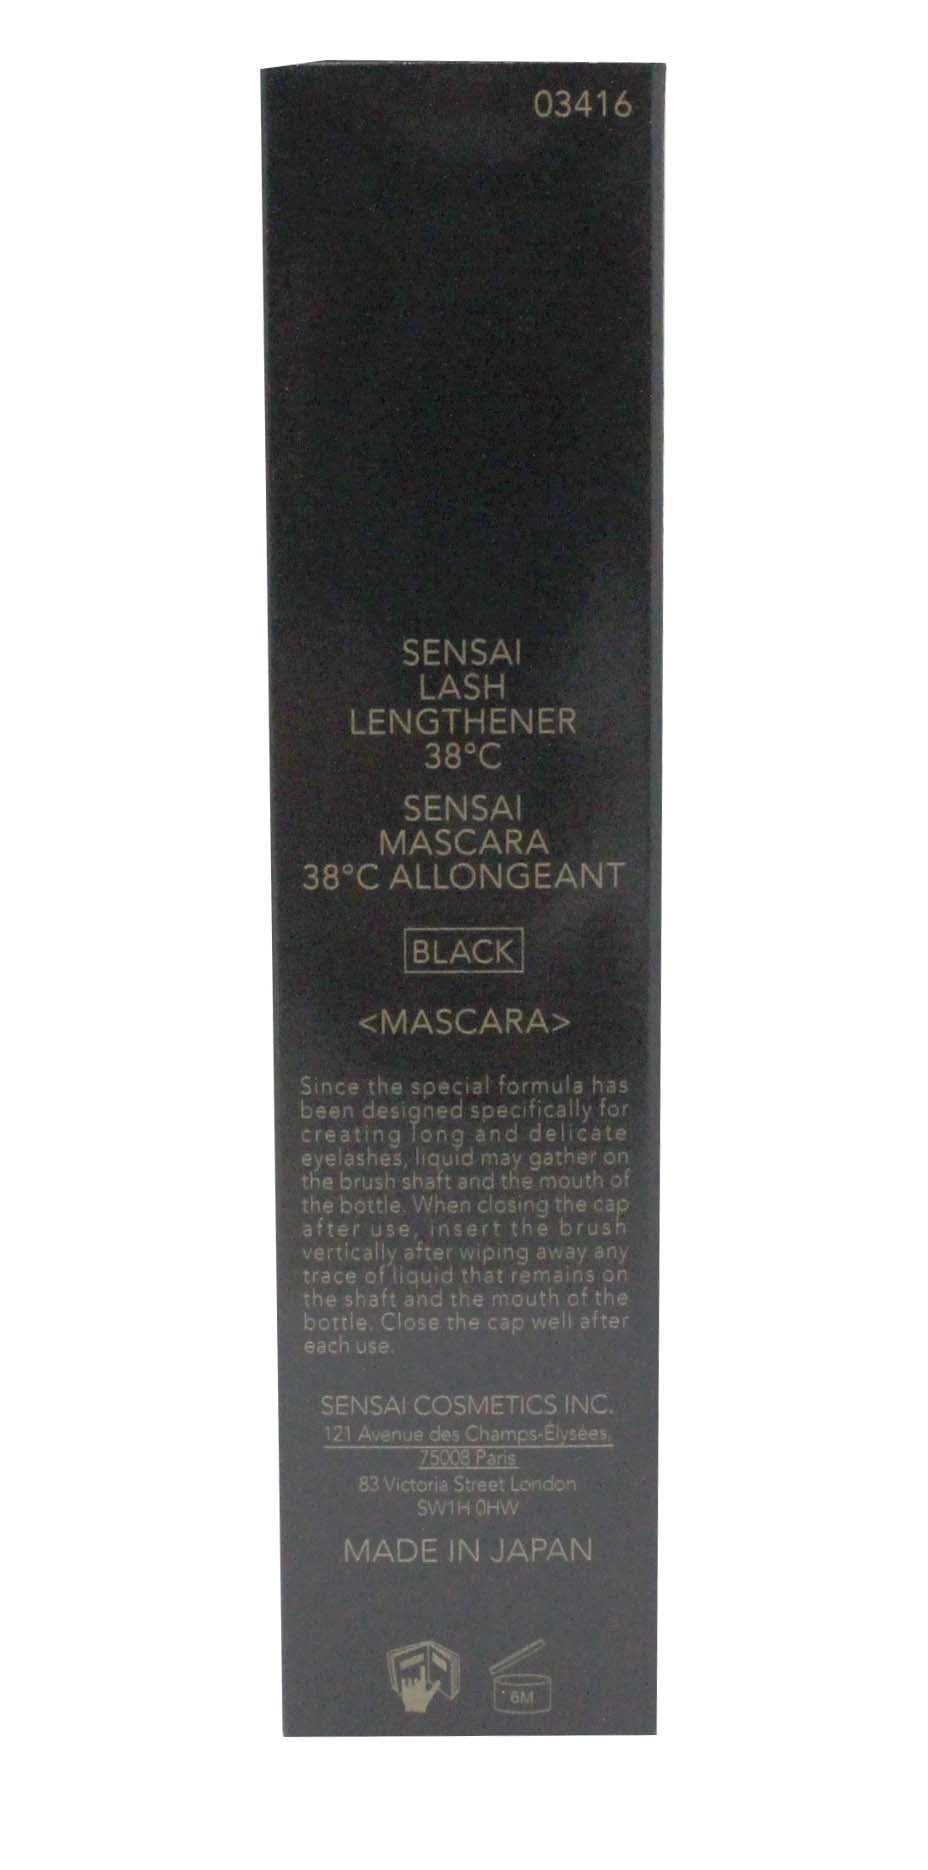 03416
SENSAI
LASH
LENGTHENER
38°C
SENSAI
MASCARA
38°C ALLONGEANT
BLACK
<MASCARA>
Since the special formula has
been designed specifically for
creating long and delicate
eyelashes, liquid may gather on
the brush shaft and the mouth of
the bottle. When closing the cap
after use, insert the brush
vertically after wiping away any
trace of liquid that remains on
the shaft and the mouth of the
bottle. Close the cap well after
each use.
SENSAI COSMETICS INC.
121 Avenue des Champs-Élysées,
75008 Paris
83 Victoria Street London
SW1H 0HW
MADE IN JAPAN
6M